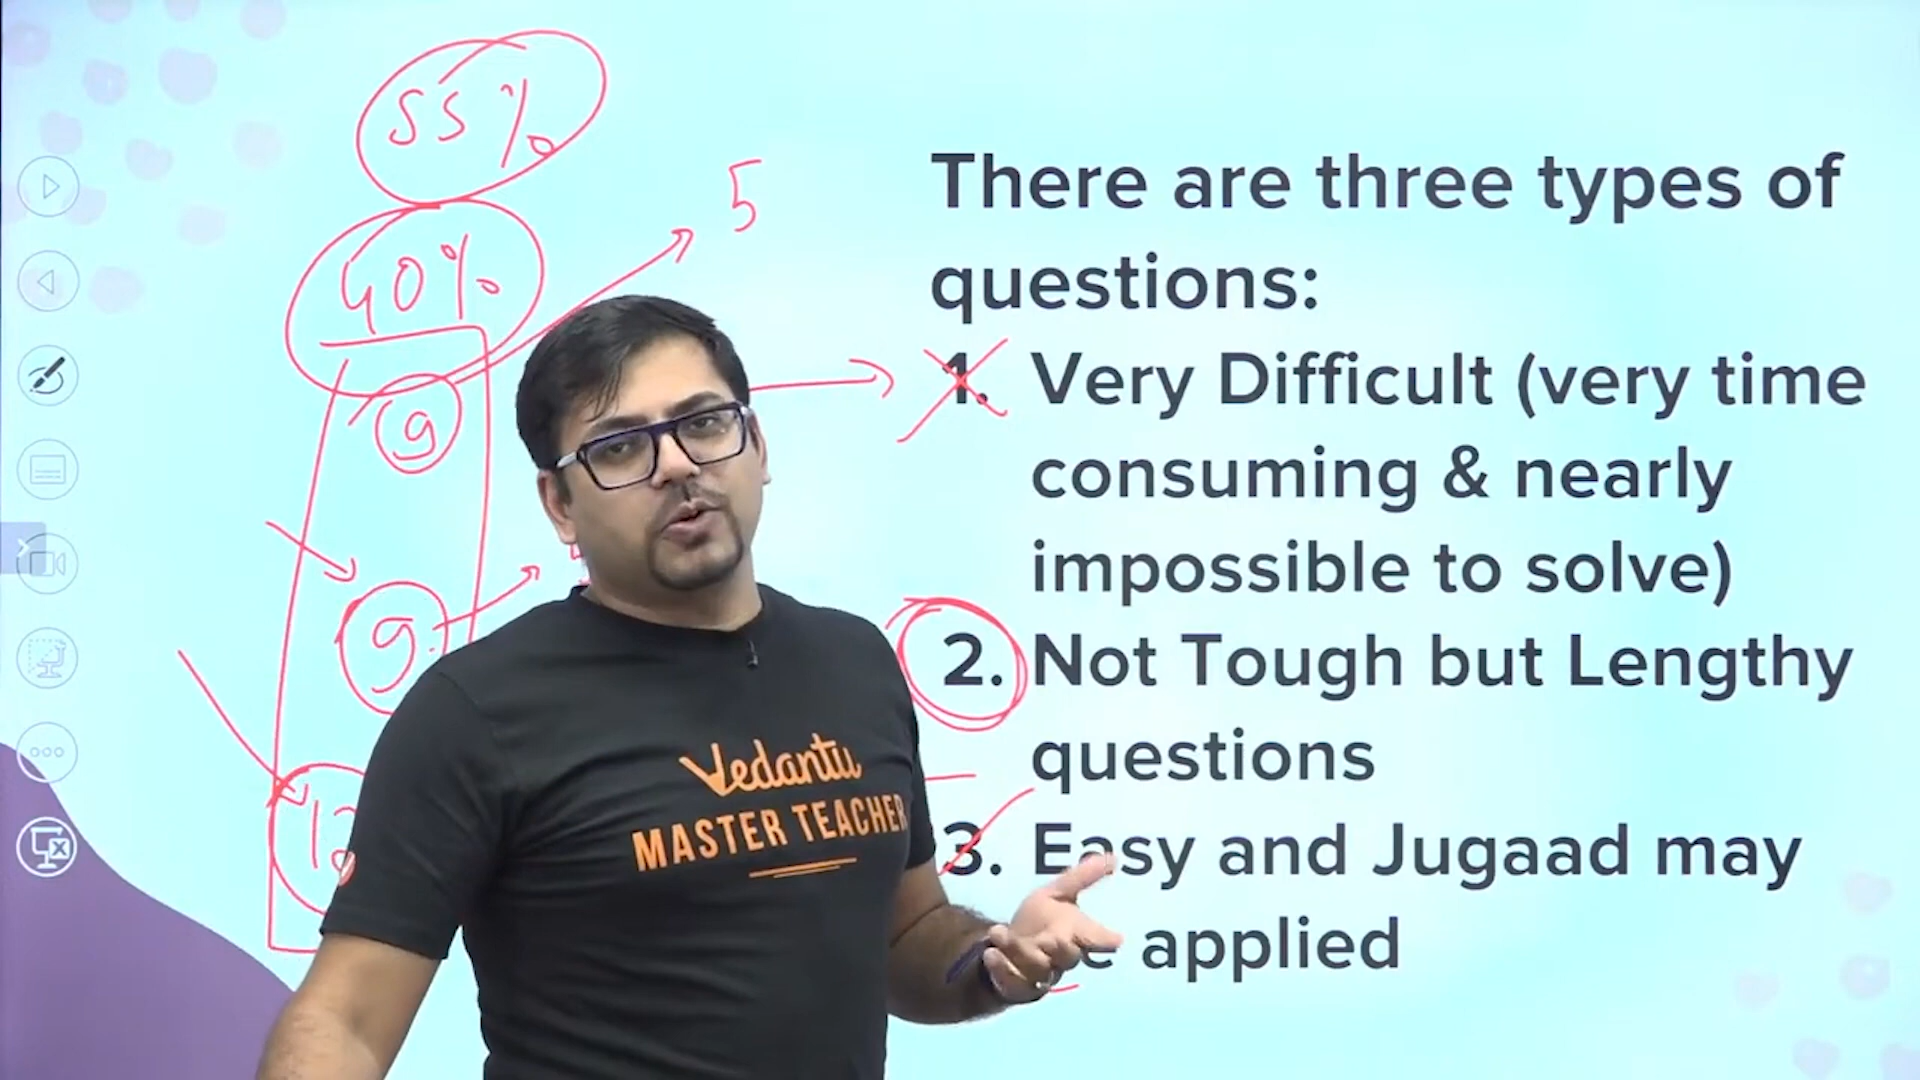 55%
40%
5
9
9
There are three types of
questions:
1. Very Difficult (very time
consuming & nearly
impossible to solve)
2. Not Tough but Lengthy
questions
3. Easy and Jugaad may
applied
Vedantu
MASTER TEACHER